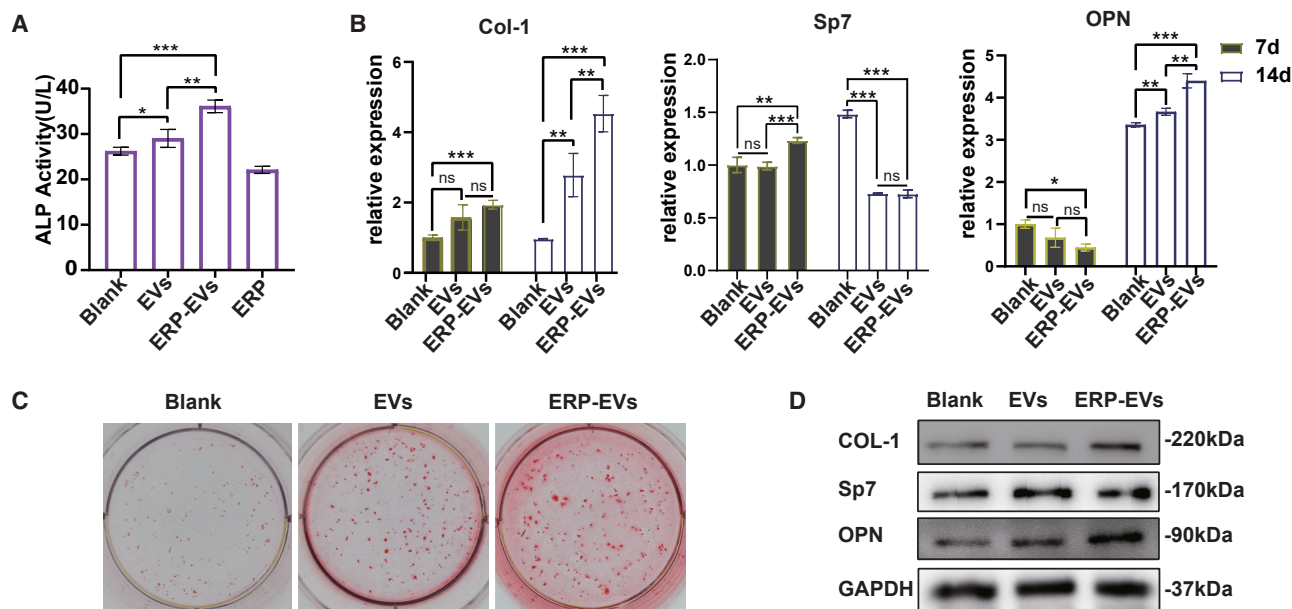 A
ALP Activity(U/L)
40
30
20
10
0
*
**
***
Blank
EVs
ERP-EVs
ERP
B
Col-1
relative expression
6
4
2
0
***
ns
ns
***
**
**
Blank
EVs
ERP-EVs
Blank
EVs
ERP-EVs
Sp7
relative expression
2.0
1.5
1.0
0.5
0.0
**
***
ns
***
***
ns
Blank
EVs
ERP-EVs
Blank
EVs
ERP-EVs
OPN
relative expression
5
4
3
2
1
0
*
ns
ns
***
**
**
Blank
EVs
ERP-EVs
Blank
EVs
ERP-EVs
7d
14d
C
Blank EVs ERP-EVs
D
Blank EVs ERP-EVs
COL-1 -220kDa
Sp7 -170kDa
OPN -90kDa
GAPDH -37kDa